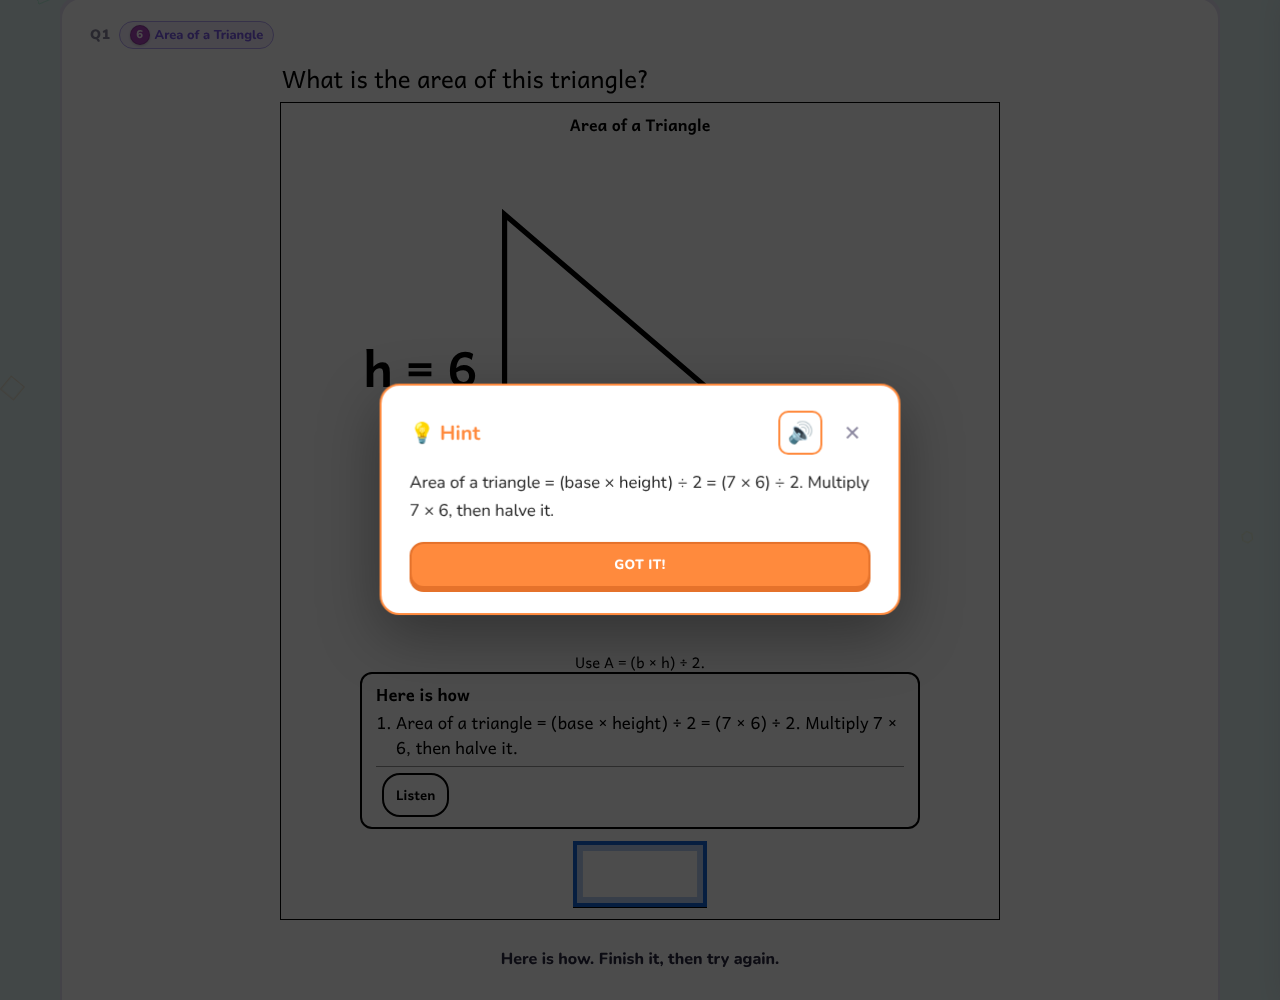 Q1 6 Area of a Triangle
What is the area of this triangle?
Area of a Triangle
h = 6
💡 Hint 🔊 ×
Area of a triangle = (base × height) ÷ 2 = (7 × 6) ÷ 2. Multiply
7 × 6, then halve it.
GOT IT!
Use A = (b × h) ÷ 2.
Here is how
1. Area of a triangle = (base × height) ÷ 2 = (7 × 6) ÷ 2. Multiply 7 ×
6, then halve it.
Listen
Here is how. Finish it, then try again.